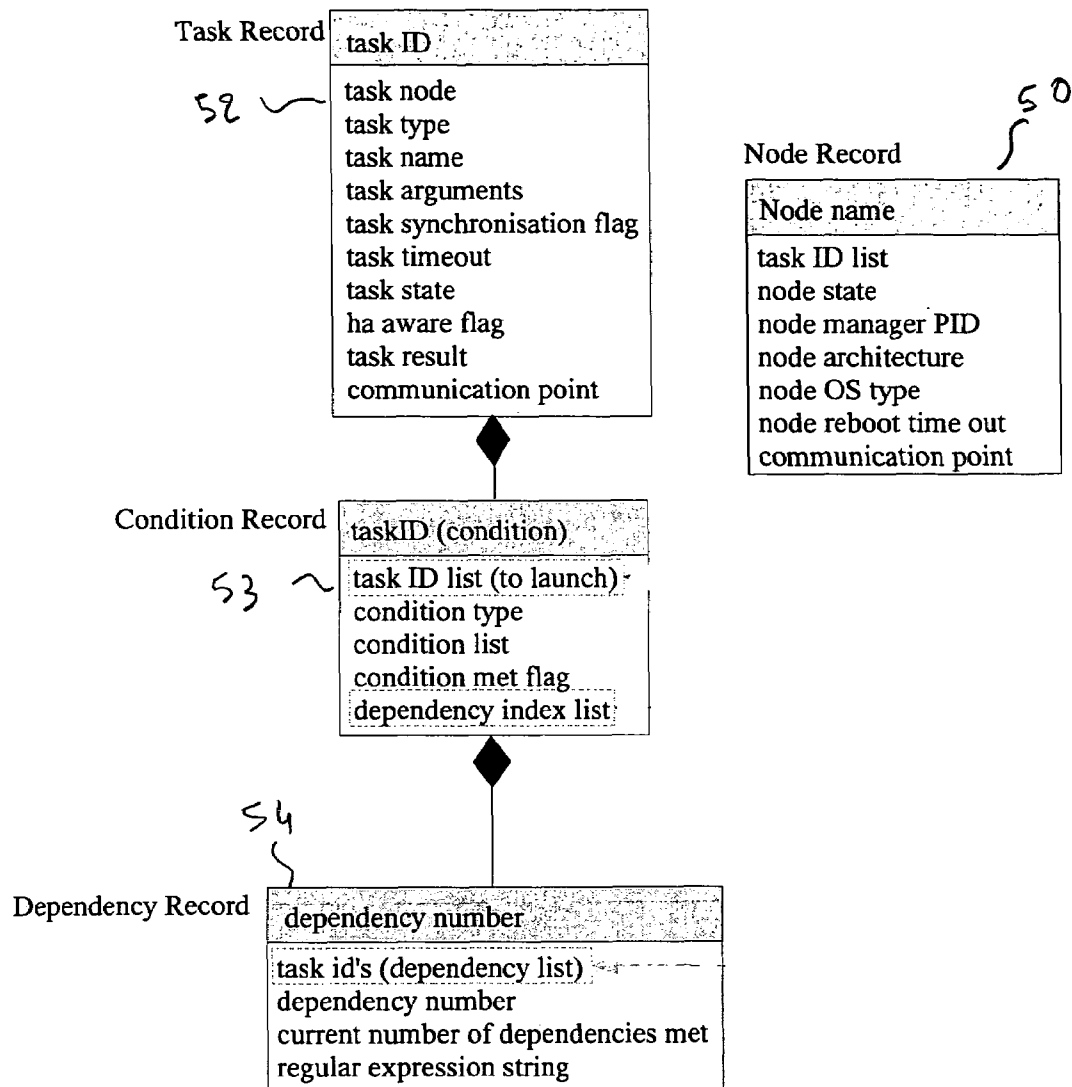 Task Record
task ID
52
task node
task type
task name
task arguments
task synchronisation flag
task timeout
task state
ha aware flag
task result
communication point
50
Node Record
Node name
task ID list
node state
node manager PID
node architecture
node OS type
node reboot time out
communication point
Condition Record
taskID (condition)
53
task ID list (to launch)
condition type
condition list
condition met flag
dependency index list
54
Dependency Record
dependency number
task id's (dependency list)
dependency number
current number of dependencies met
regular expression string